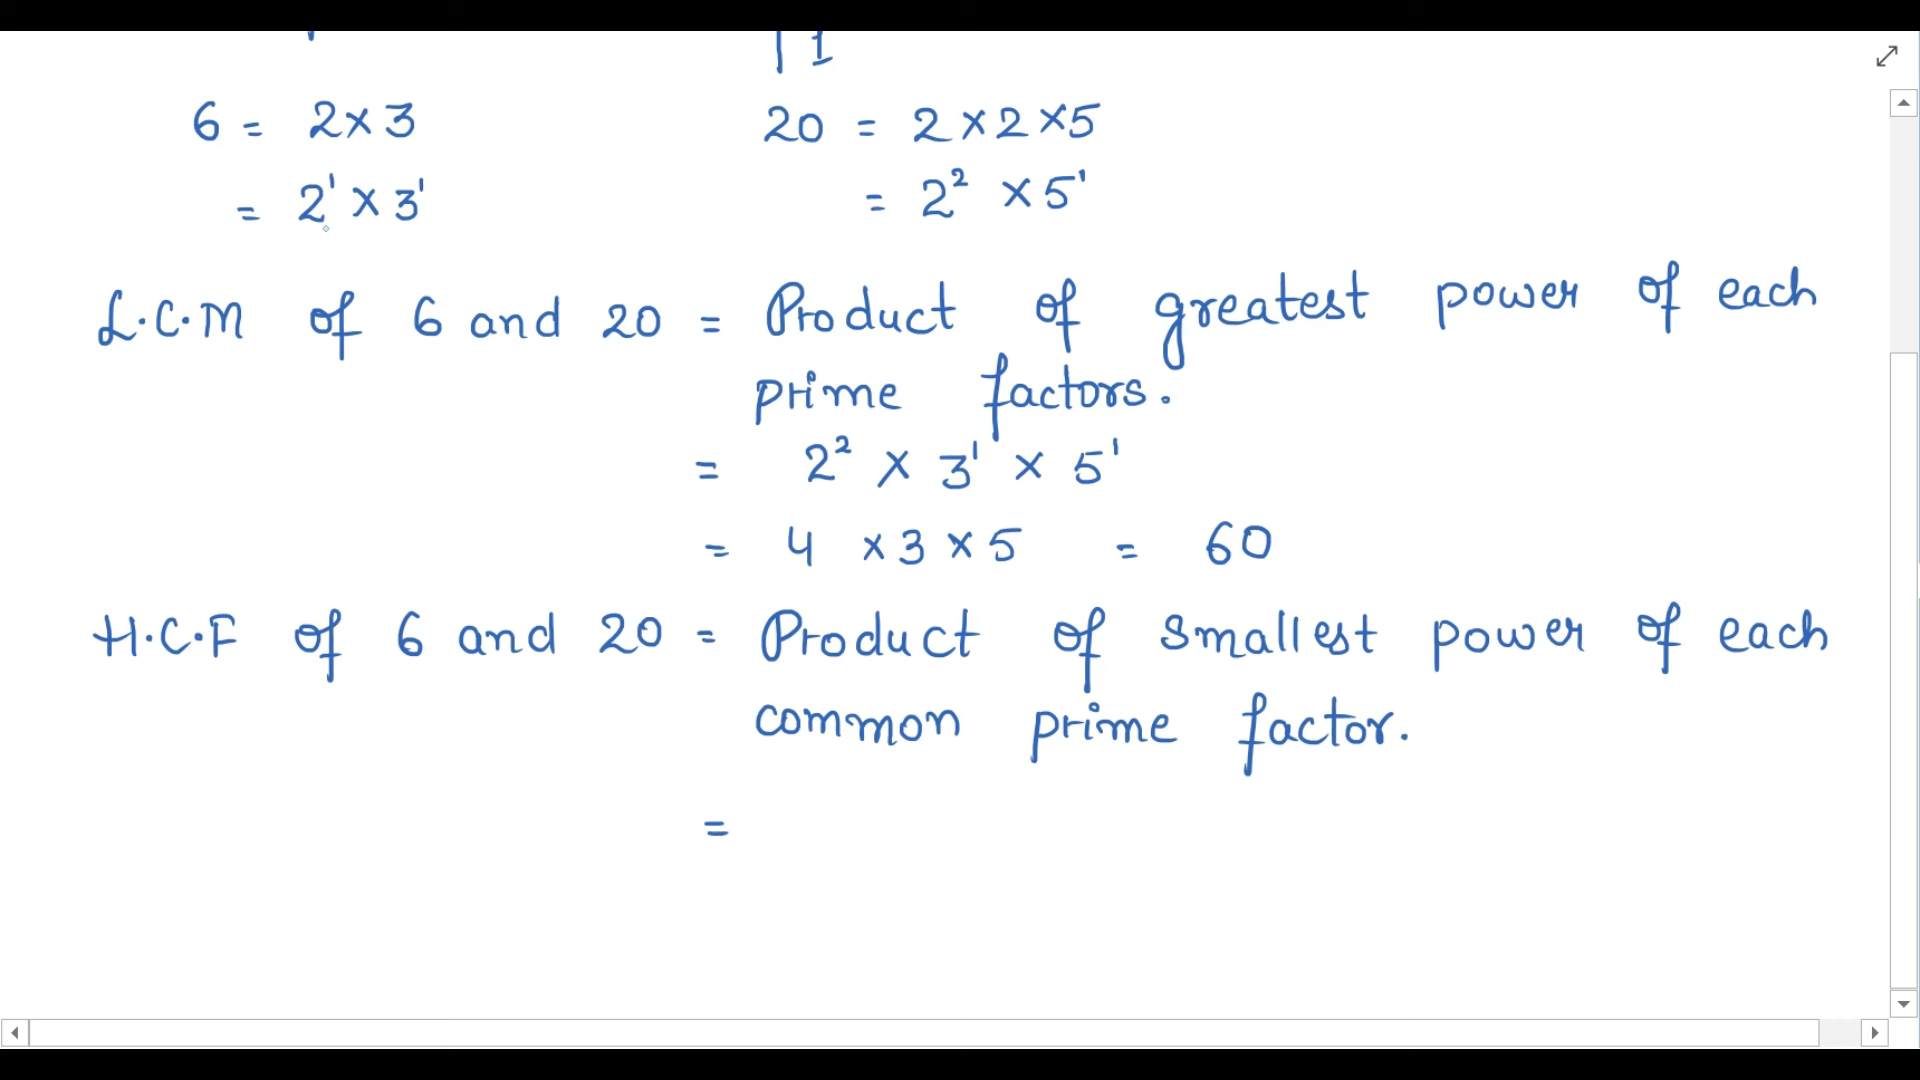 1
6 = 2 × 3
20 = 2 × 2 × 5
= 2¹ × 3¹
= 2² × 5¹
L.C.M of 6 and 20 = Product of greatest power of each
prime factors.
= 2² × 3¹ × 5¹
= 4 × 3 × 5 = 60
H.C.F of 6 and 20 = Product of smallest power of each
common prime factor.
=